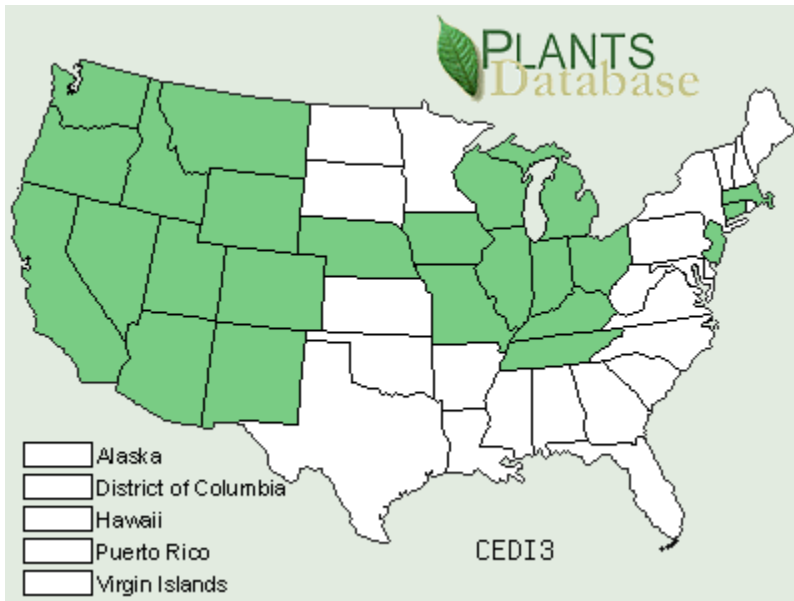 PLANTS
Database
Alaska
District of Columbia
Hawaii
Puerto Rico
Virgin Islands
CEDI3